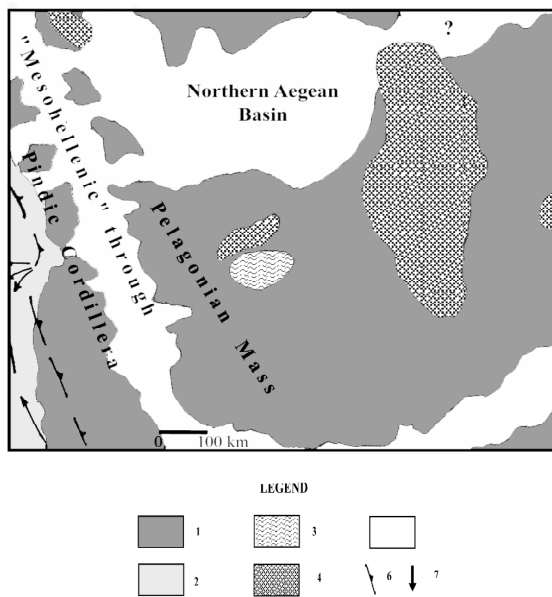 ?
Northern Aegean
Basin
"Mesohellenic" through
Pindic Cordillera
Pelagonian Mass
0 100 km
LEGEND
1
3
2
4
6
7